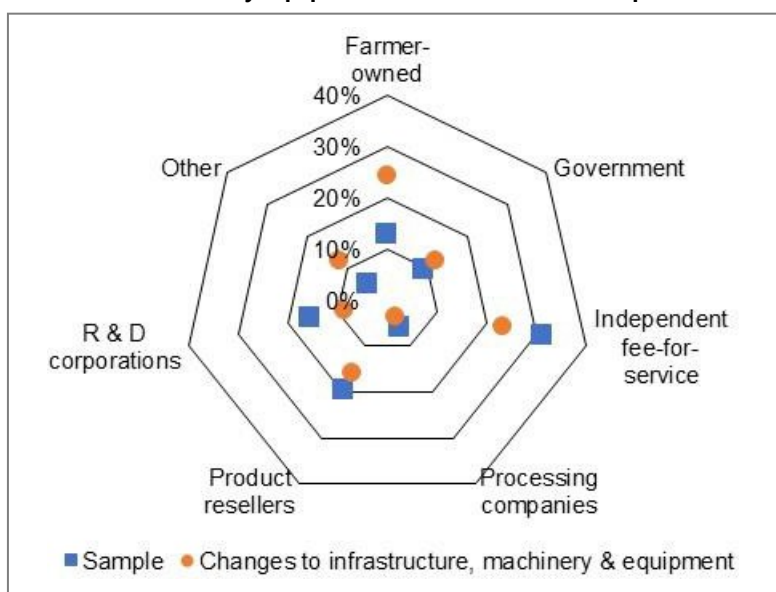 Farmer-
owned
40%
30%
20%
10%
0%
Other
Government
R & D
corporations
Independent
fee-for-
service
Product
resellers
Processing
companies
Sample
Changes to infrastructure, machinery & equipment